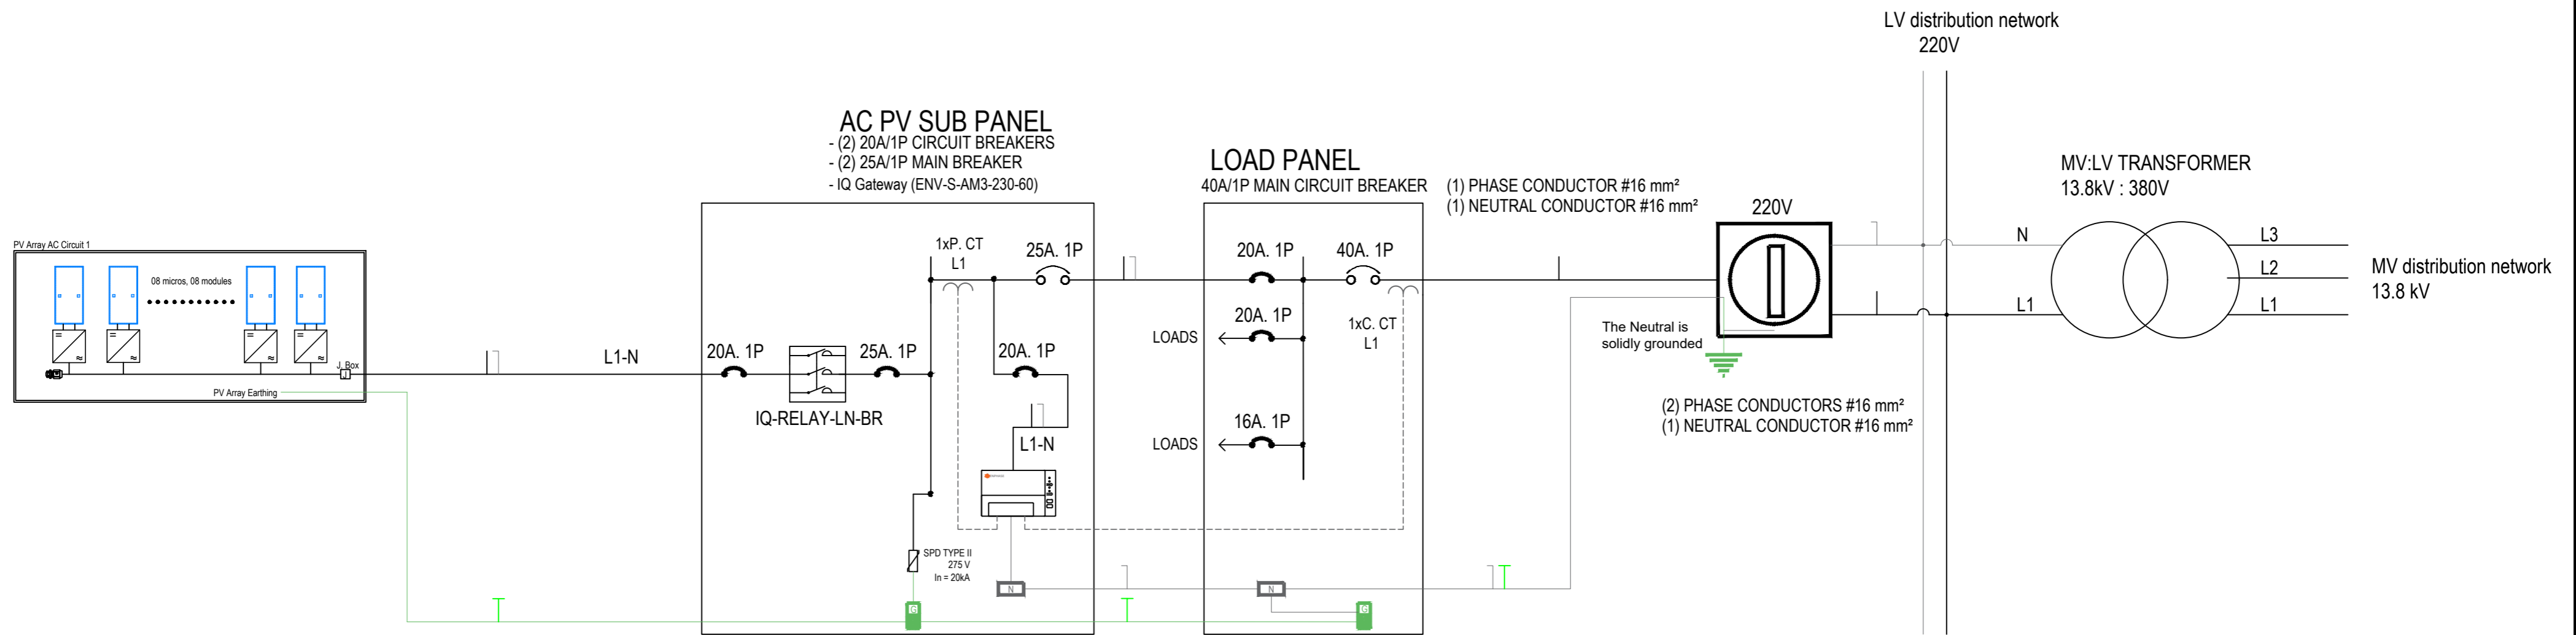 LV distribution network
220V
AC PV SUB PANEL
- (2) 20A/1P CIRCUIT BREAKERS
- (2) 25A/1P MAIN BREAKER
- IQ Gateway (ENV-S-AM3-230-60)
LOAD PANEL
40A/1P MAIN CIRCUIT BREAKER
(1) PHASE CONDUCTOR #16 mm²
(1) NEUTRAL CONDUCTOR #16 mm²
220V
MV:LV TRANSFORMER
13.8kV : 380V
PV Array AC Circuit 1
08 micros, 08 modules
J. Box
J
PV Array Earthing
L1-N
20A. 1P
IQ-RELAY-LN-BR
25A. 1P
1xP. CT
L1
25A. 1P
20A. 1P
L1-N
SPD TYPE II
275 V
In = 20kA
N
G
20A. 1P
40A. 1P
20A. 1P
LOADS
1xC. CT
L1
16A. 1P
LOADS
N
G
The Neutral is
solidly grounded
(2) PHASE CONDUCTORS #16 mm²
(1) NEUTRAL CONDUCTOR #16 mm²
N
L1
L3
L2
L1
MV distribution network
13.8 kV